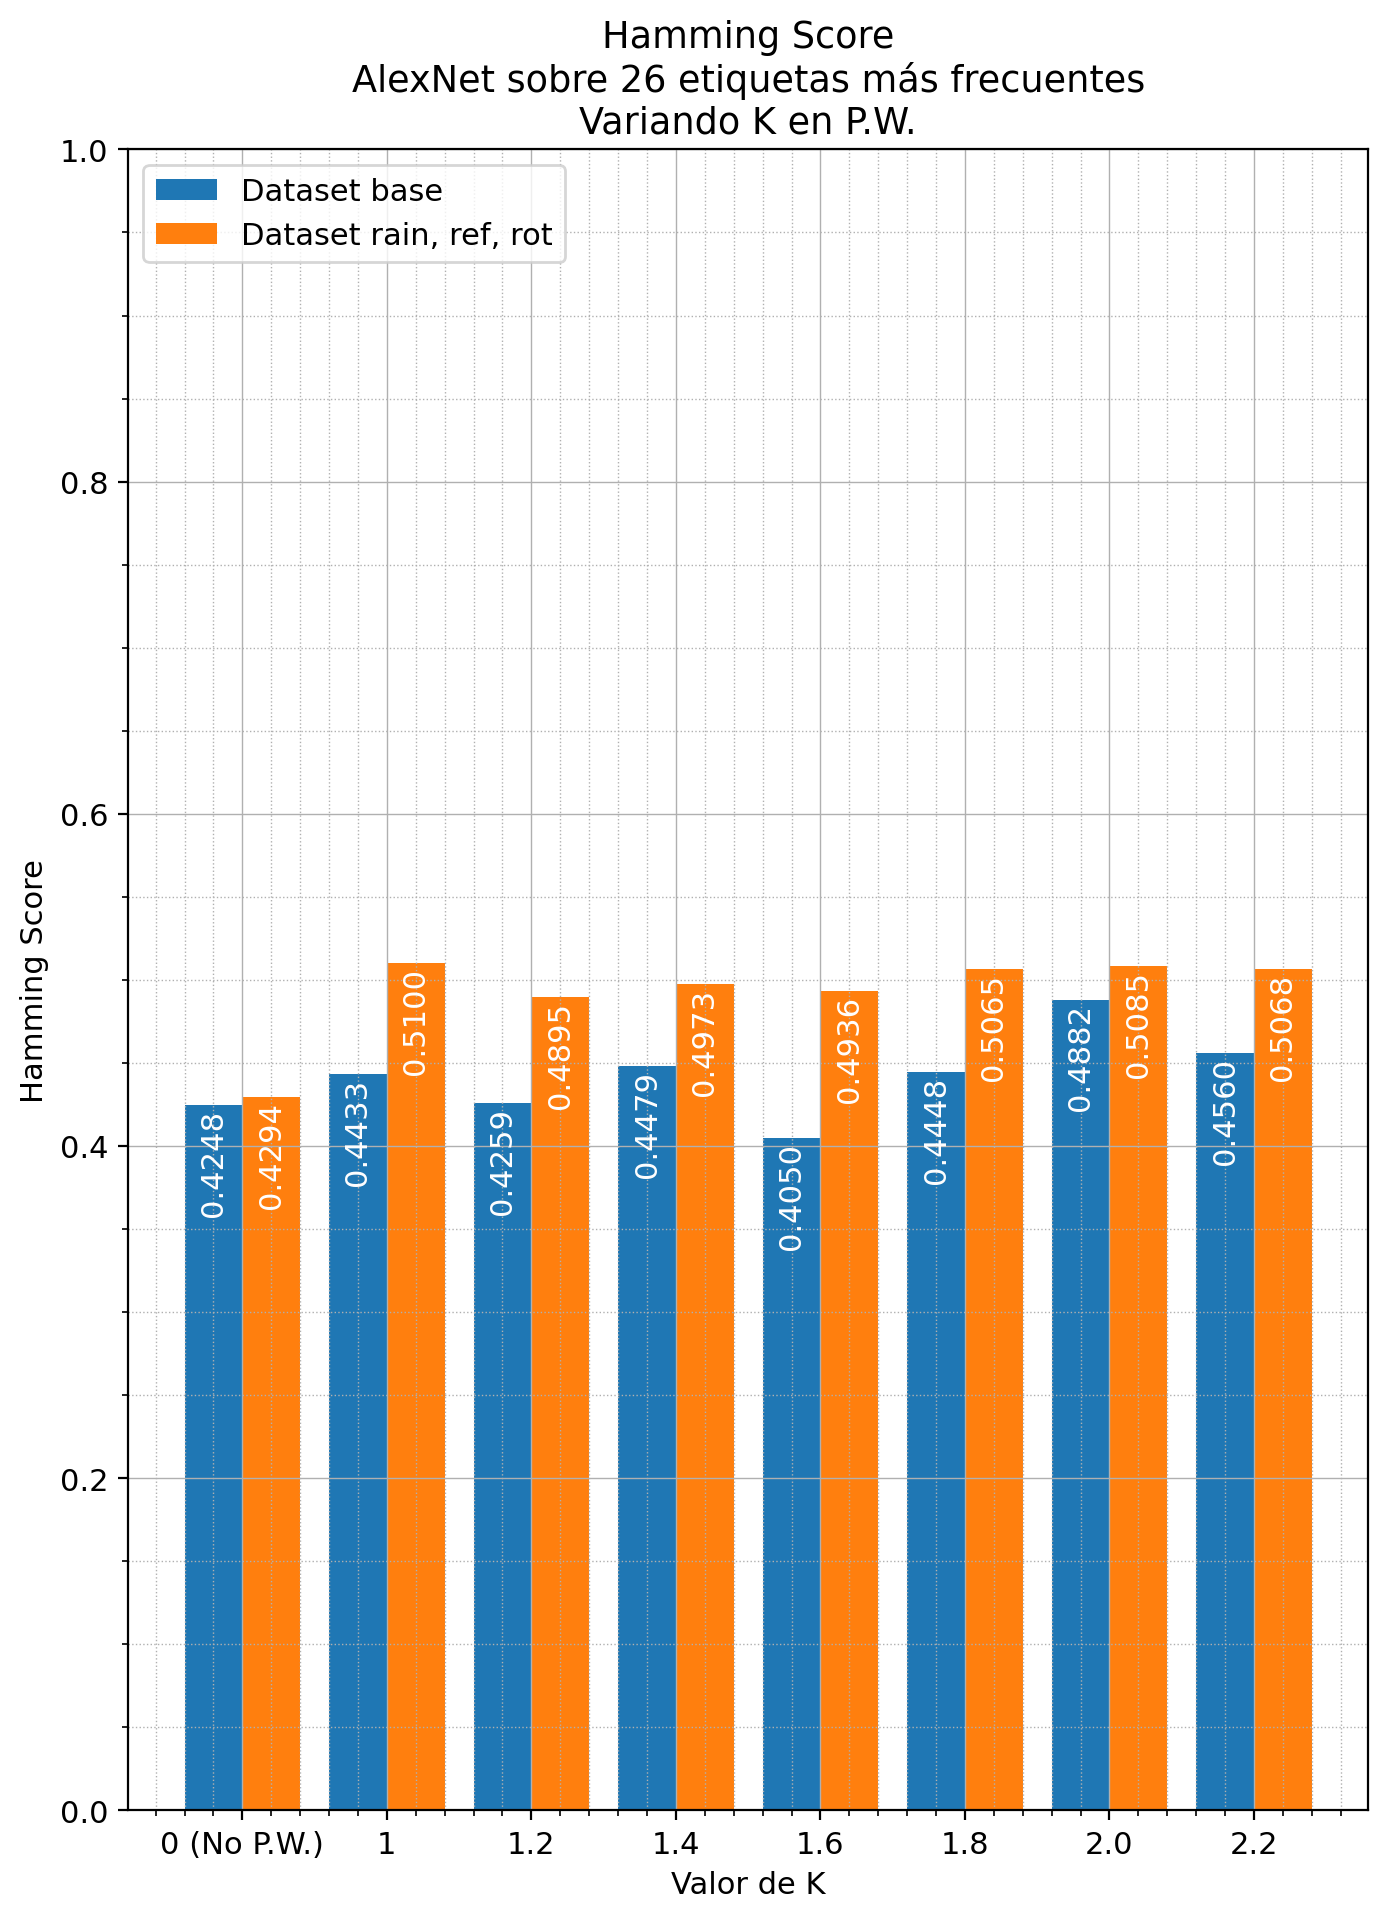 Hamming Score
AlexNet sobre 26 etiquetas más frecuentes
Variando K en P.W.
Dataset base
Dataset rain, ref, rot
1.0
0.8
0.6
0.4
0.2
0.0
Hamming Score
0.4248
0.4294
0.4433
0.5100
0.4259
0.4895
0.4479
0.4973
0.4050
0.4936
0.4448
0.5065
0.4882
0.5085
0.4560
0.5068
0 (No P.W.) 1 1.2 1.4 1.6 1.8 2.0 2.2
Valor de K